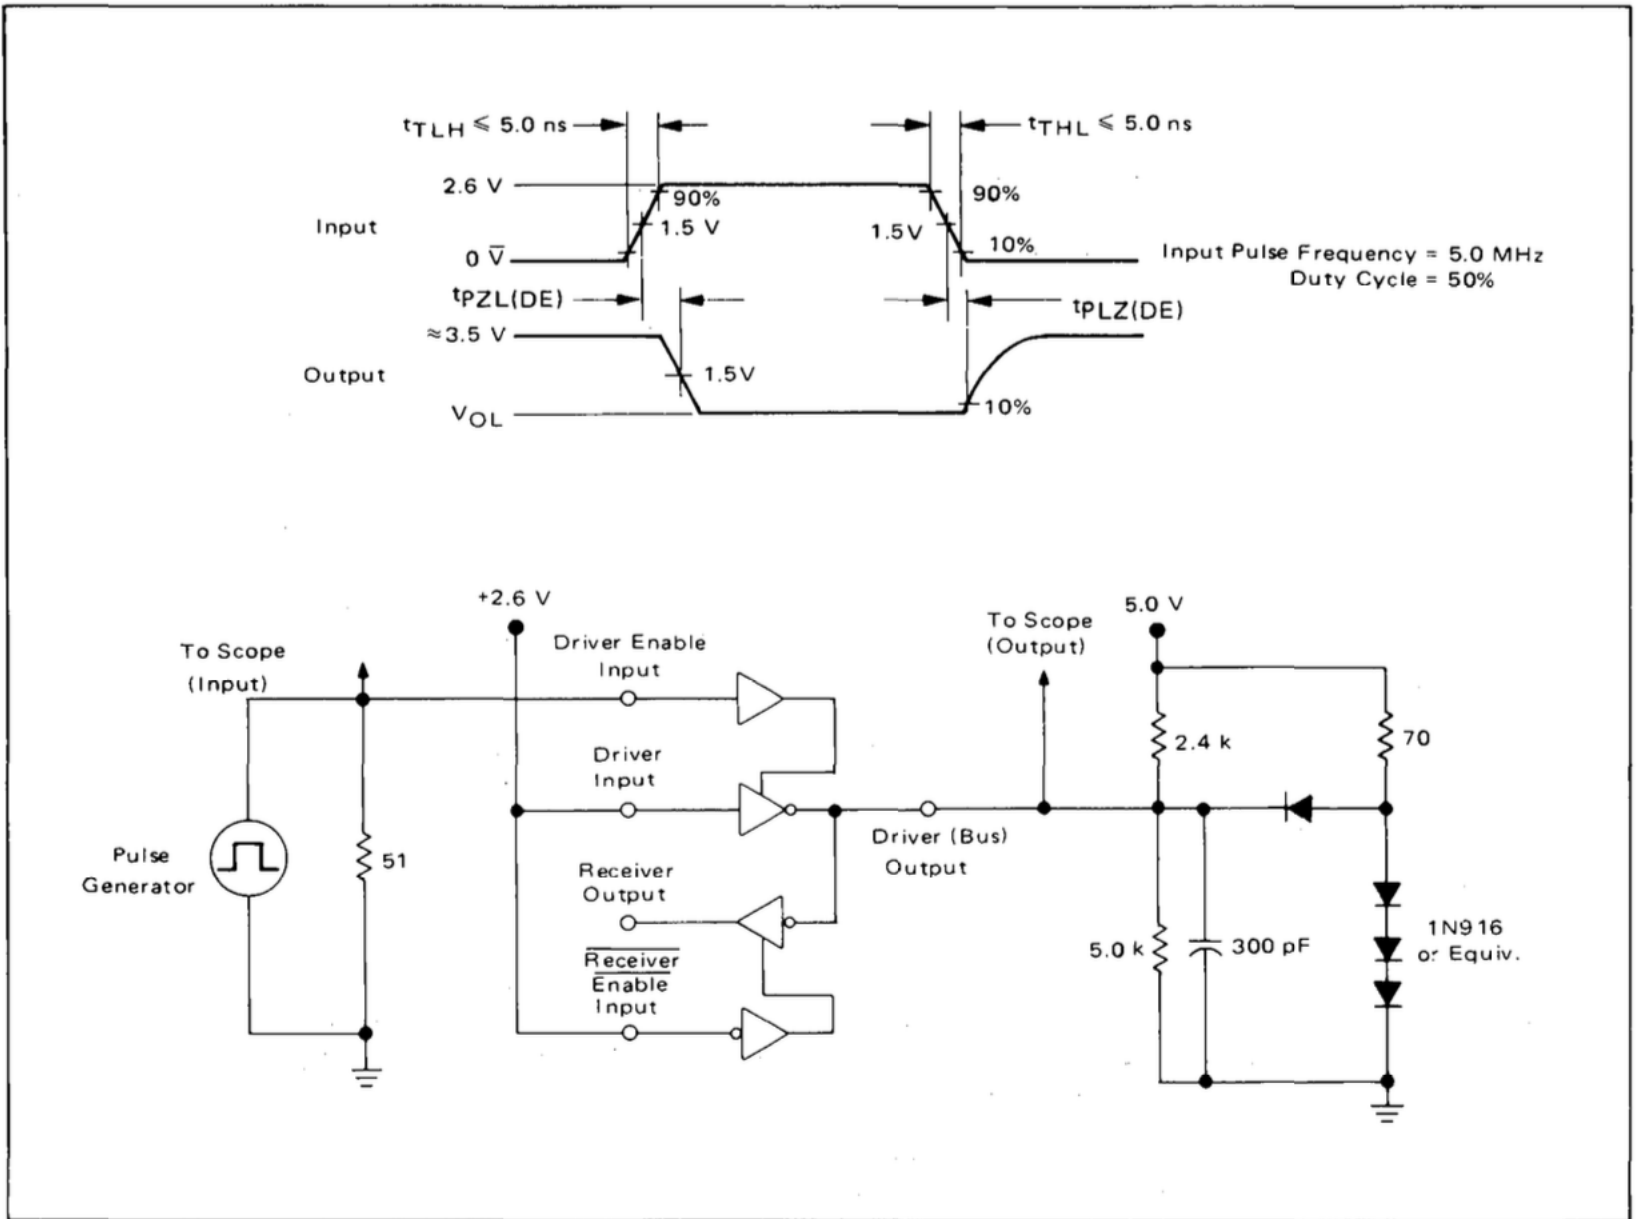 tTLH ≤ 5.0 ns
tTHL ≤ 5.0 ns
2.6 V
90%
90%
Input
1.5 V
1.5V
10%
0 V
Input Pulse Frequency = 5.0 MHz
Duty Cycle = 50%
tPZL(DE)
tPLZ(DE)
≈3.5 V
Output
1.5V
VOL
10%
+2.6 V
5.0 V
To Scope
(Input)
Driver Enable
Input
To Scope
(Output)
2.4 k
70
Driver
Input
Driver (Bus)
Output
Pulse
Generator
51
Receiver
Output
Receiver
Enable
Input
5.0 k
300 pF
1N916
or Equiv.